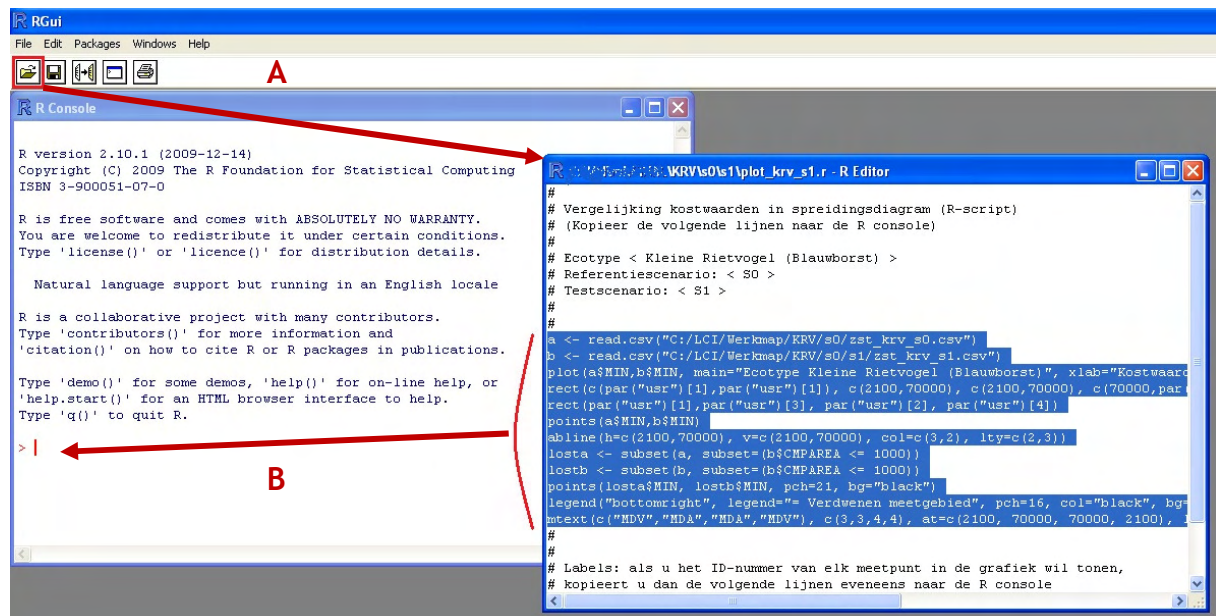 RGui
File Edit Packages Windows Help
A
R Console
R version 2.10.1 (2009-12-14)
Copyright (C) 2009 The R Foundation for Statistical Computing
ISBN 3-900051-07-0
R is free software and comes with ABSOLUTELY NO WARRANTY.
You are welcome to redistribute it under certain conditions.
Type 'license()' or 'licence()' for distribution details.
Natural language support but running in an English locale
R is a collaborative project with many contributors.
Type 'contributors()' for more information and
'citation()' on how to cite R or R packages in publications.
Type 'demo()' for some demos, 'help()' for on-line help, or
'help.start()' for an HTML browser interface to help.
Type 'q()' to quit R.
>
B
\KRV\s0\s1\plot_krv_s1.r - R Editor
#
# Vergelijking kostwaarden in spreidingsdiagram (R-script)
# (Kopieer de volgende lijnen naar de R console)
#
# Ecotype < Kleine Rietvogel (Blauwborst) >
# Referentiescenario: < S0 >
# Testscenario: < S1 >
#
#
a <- read.csv("C:/LCI/Werkmap/KRV/s0/zst_krv_s0.csv")
b <- read.csv("C:/LCI/Werkmap/KRV/s0/s1/zst_krv_s1.csv")
plot(a$MIN,b$MIN, main="Ecotype Kleine Rietvogel (Blauwborst)", xlab="Kostwaard
rect(c(par("usr")[1],par("usr")[1]), c(2100,70000), c(2100,70000), c(70000,par(
rect(par("usr")[1],par("usr")[3], par("usr")[2], par("usr")[4])
points(a$MIN,b$MIN)
abline(h=c(2100,70000), v=c(2100,70000), col=c(3,2), lty=c(2,3))
losta <- subset(a, subset=(b$CMPAREA <= 1000))
lostb <- subset(b, subset=(b$CMPAREA <= 1000))
points(losta$MIN, lostb$MIN, pch=21, bg="black")
legend("bottomright", legend="= Verdwenen meetgebied", pch=16, col="black", bg=
mtext(c("MDV","MDA","MDA","MDV"), c(3,3,4,4), at=c(2100, 70000, 70000, 2100),
#
#
# Labels: als u het ID-nummer van elk meetpunt in de grafiek wil tonen,
# kopieert u dan de volgende lijnen eveneens naar de R console